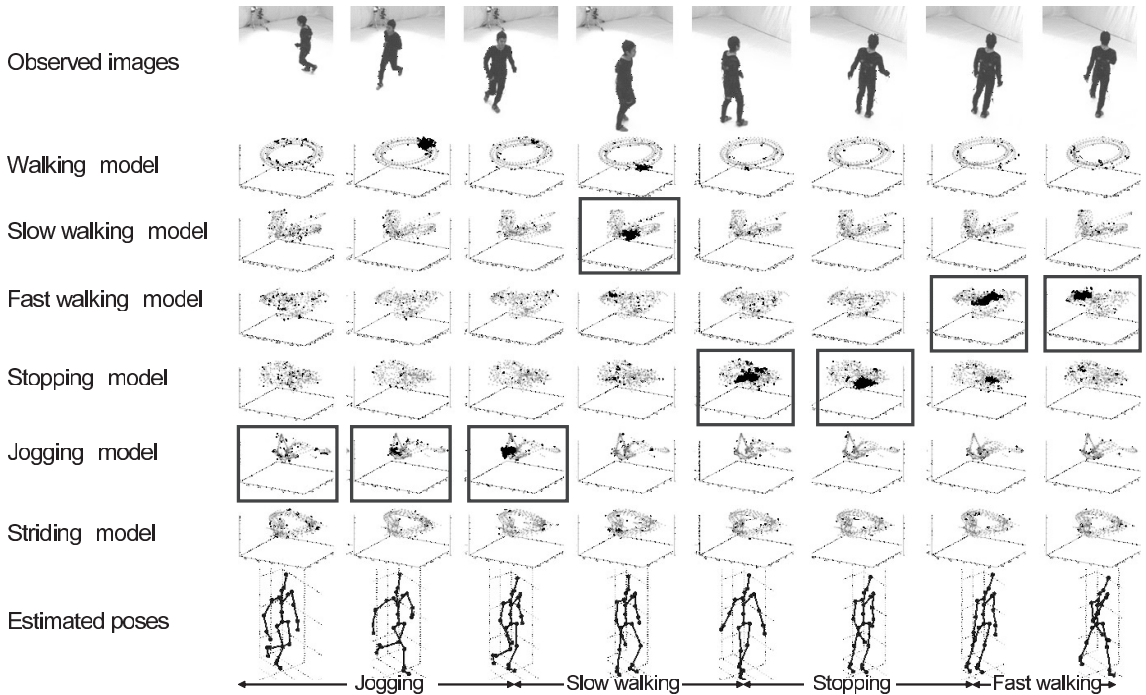 Observed images
Walking model
Slow walking model
Fast walking model
Stopping model
Jogging model
Striding model
Estimated poses
Jogging Slow walking Stopping Fast walking